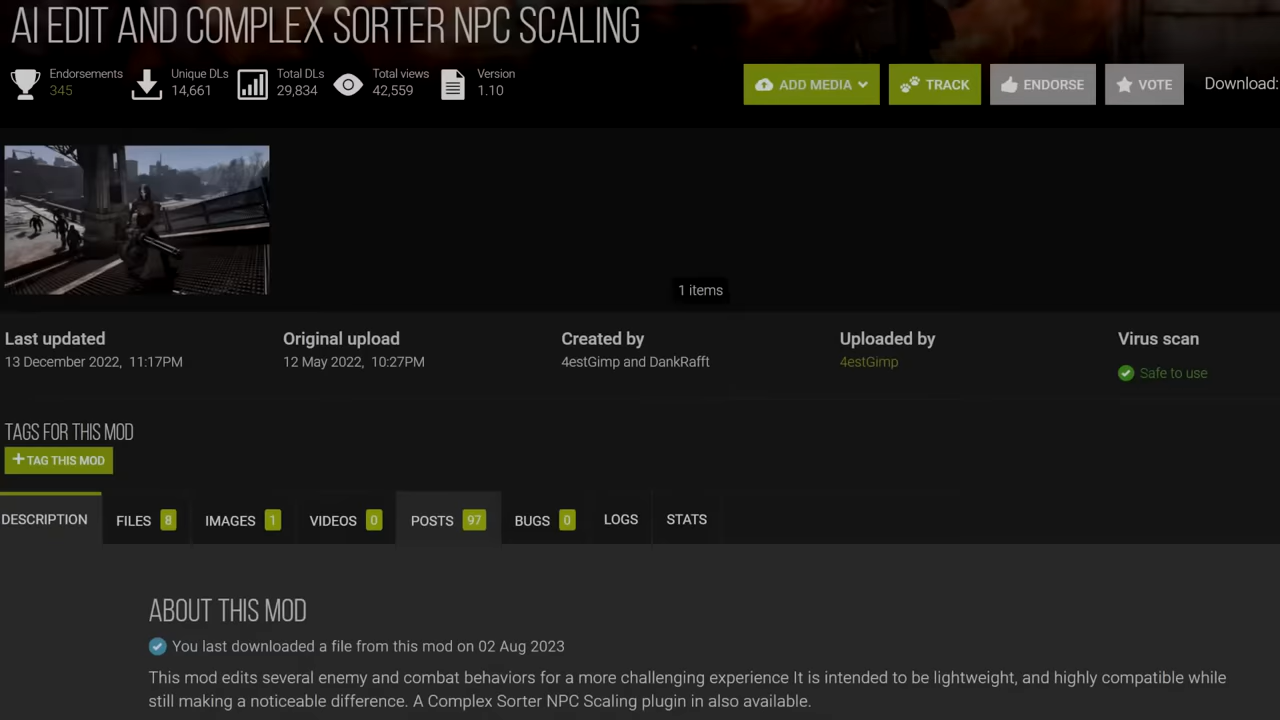 AI EDIT AND COMPLEX SORTER NPC SCALING
Endorsements
345
Unique DLs
14,661
Total DLs
29,834
Total views
42,559
Version
1.10
ADD MEDIA
TRACK
ENDORSE
VOTE
Download:
1 items
Last updated
13 December 2022, 11:17PM
Original upload
12 May 2022, 10:27PM
Created by
4estGimp and DankRafft
Uploaded by
4estGimp
Virus scan
Safe to use
TAGS FOR THIS MOD
+ TAG THIS MOD
DESCRIPTION
FILES 8
IMAGES 1
VIDEOS 0
POSTS 97
BUGS 0
LOGS
STATS
ABOUT THIS MOD
You last downloaded a file from this mod on 02 Aug 2023
This mod edits several enemy and combat behaviors for a more challenging experience It is intended to be lightweight, and highly compatible while
still making a noticeable difference. A Complex Sorter NPC Scaling plugin in also available.